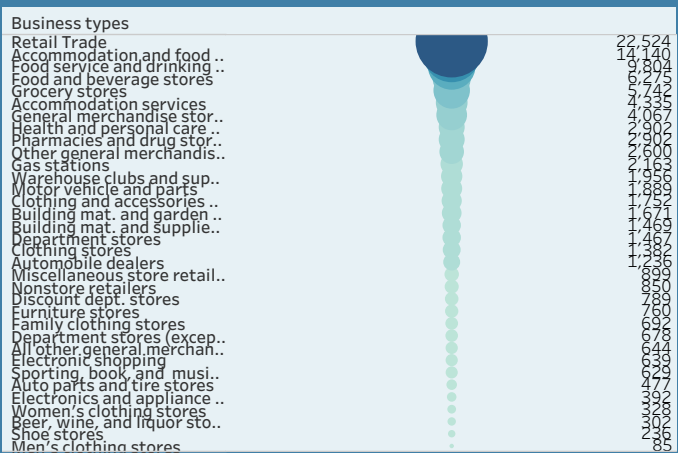 Business types
Retail Trade 22,524
Accommodation and food .. 14,140
Food service and drinking .. 9,804
Food and beverage stores 6,275
Grocery stores 5,742
Accommodation services 4,335
General merchandise stor.. 4,067
Health and personal care .. 2,902
Pharmacies and drug stor.. 2,902
Other general merchandis.. 2,600
Gas stations 2,163
Warehouse clubs and sup.. 1,956
Motor vehicle and parts 1,889
Clothing and accessories .. 1,752
Building mat. and garden .. 1,671
Building mat. and supplie.. 1,469
Department stores 1,467
Clothing stores 1,382
Automobile dealers 1,236
Miscellaneous store retail.. 899
Nonstore retailers 850
Discount dept. stores 789
Furniture stores 760
Family clothing stores 692
Department stores (excep.. 678
All other general merchan.. 644
Electronic shopping 639
Sporting, book, and musi.. 629
Auto parts and tire stores 477
Electronics and appliance .. 392
Women's clothing stores 328
Beer, wine, and liquor sto.. 302
Shoe stores 236
Men's clothing stores 85